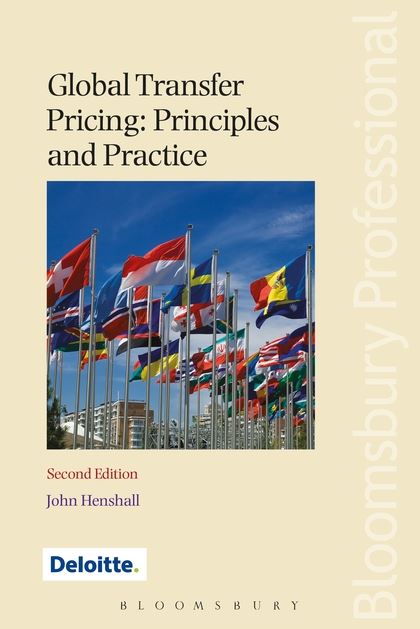 Global Transfer
Pricing: Principles
and Practice
Second Edition
John Henshall
Deloitte.
BLOOMSBURY
Bloomsbury Professional